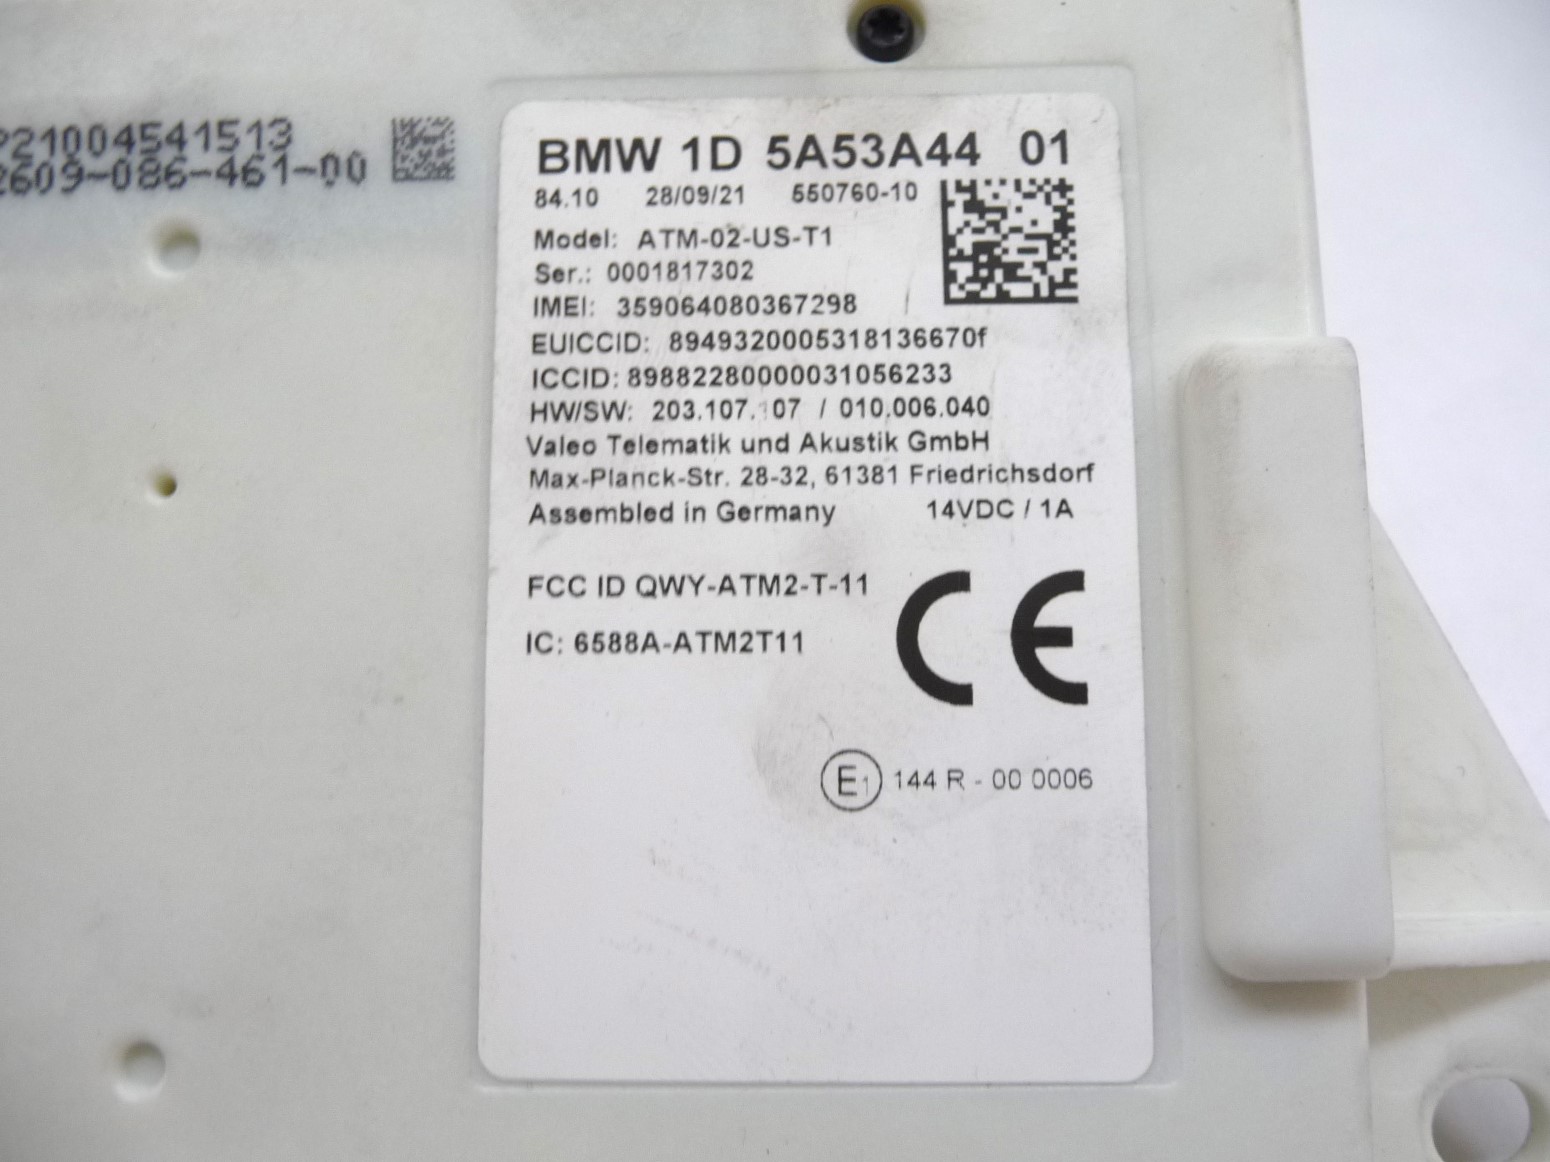 221004541513
2609-086-461-00
BMW 1D 5A53A44 01
84.10 28/09/21 550760-10
Model: ATM-02-US-T1
Ser.: 0001817302
IMEI: 359064080367298
EUICCID: 8949320005318136670f
ICCID: 89882280000031056233
HW/SW: 203.107.107 / 010.006.040
Valeo Telematik und Akustik GmbH
Max-Planck-Str. 28-32, 61381 Friedrichsdorf
Assembled in Germany 14VDC / 1A
FCC ID QWY-ATM2-T-11
IC: 6588A-ATM2T11
CE
E1 144 R - 00 0006